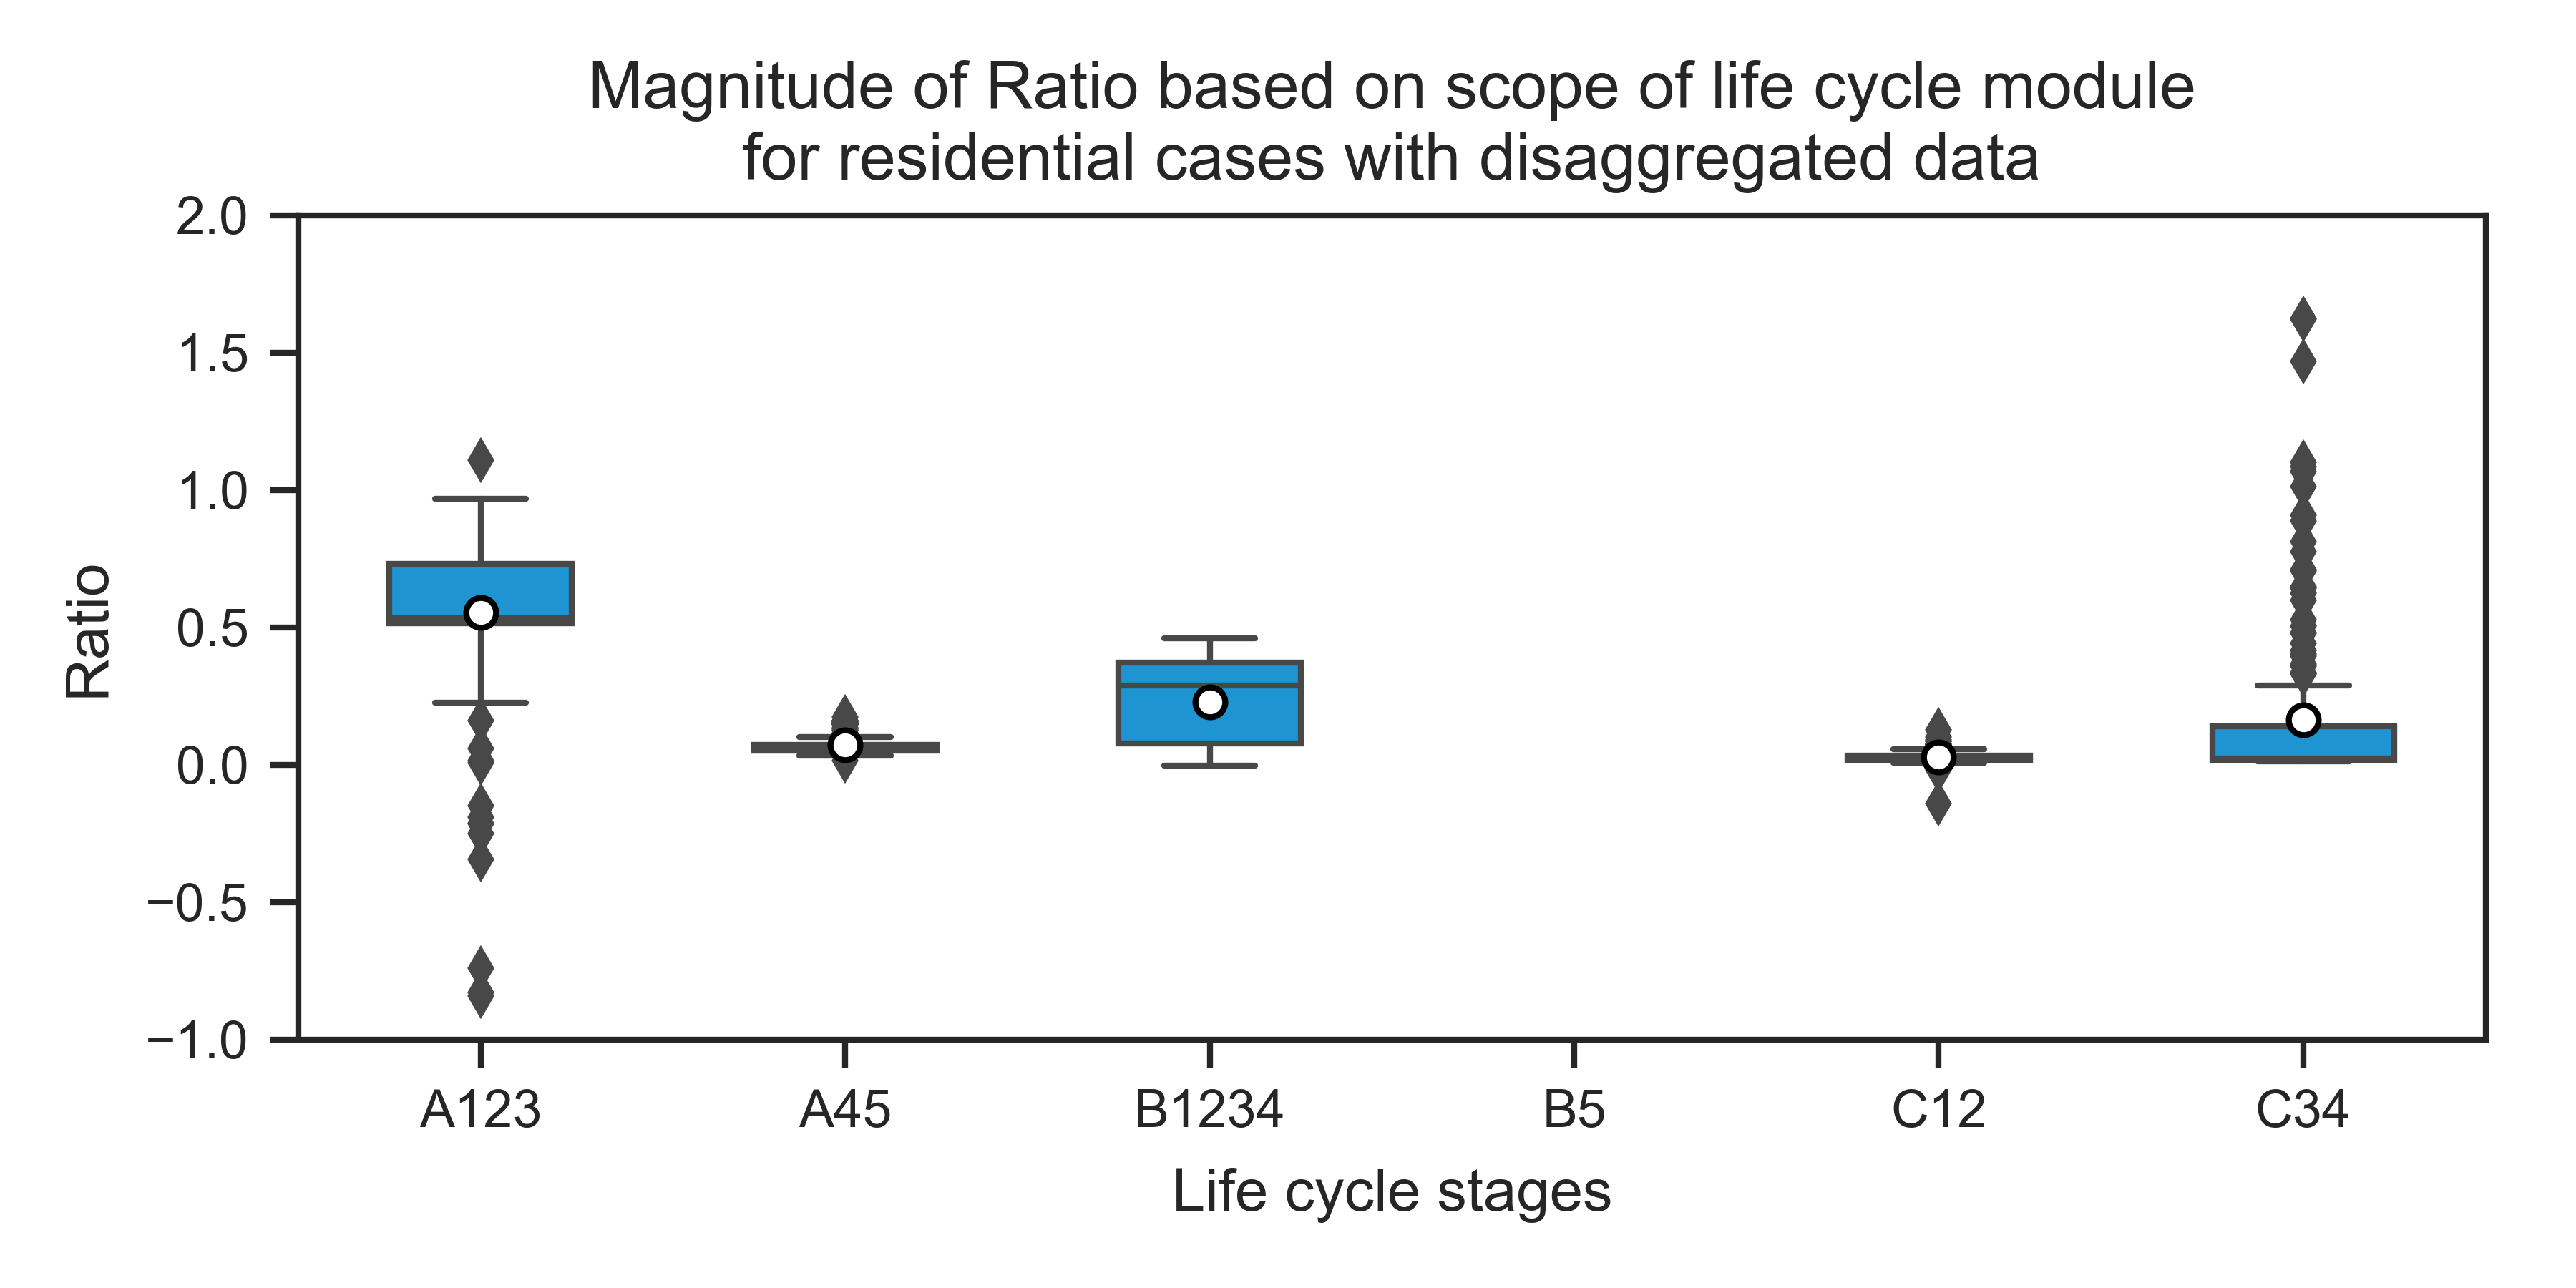 Magnitude of Ratio based on scope of life cycle module
for residential cases with disaggregated data
2.0
1.5
1.0
0.5
0.0
−0.5
−1.0
Ratio
A123 A45 B1234 B5 C12 C34
Life cycle stages